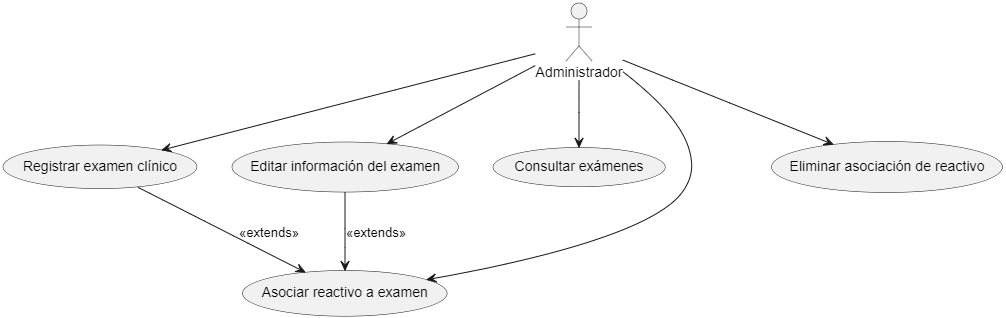 Administrador
Registrar examen clínico
Editar información del examen
Consultar exámenes
Eliminar asociación de reactivo
«extends»
«extends»
Asociar reactivo a examen